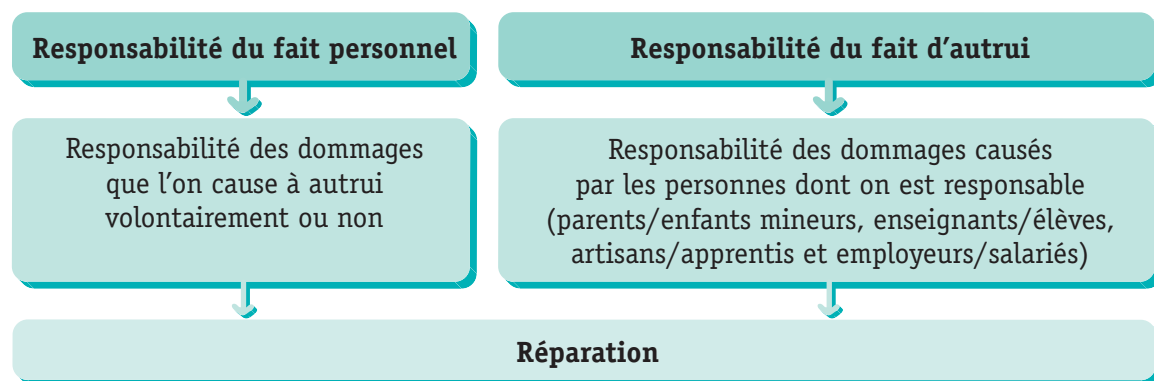 Responsabilité du fait personnel
Responsabilité des dommages
que l'on cause à autrui
volontairement ou non
Responsabilité du fait d'autrui
Responsabilité des dommages causés
par les personnes dont on est responsable
(parents/enfants mineurs, enseignants/élèves,
artisans/apprentis et employeurs/salariés)
Réparation